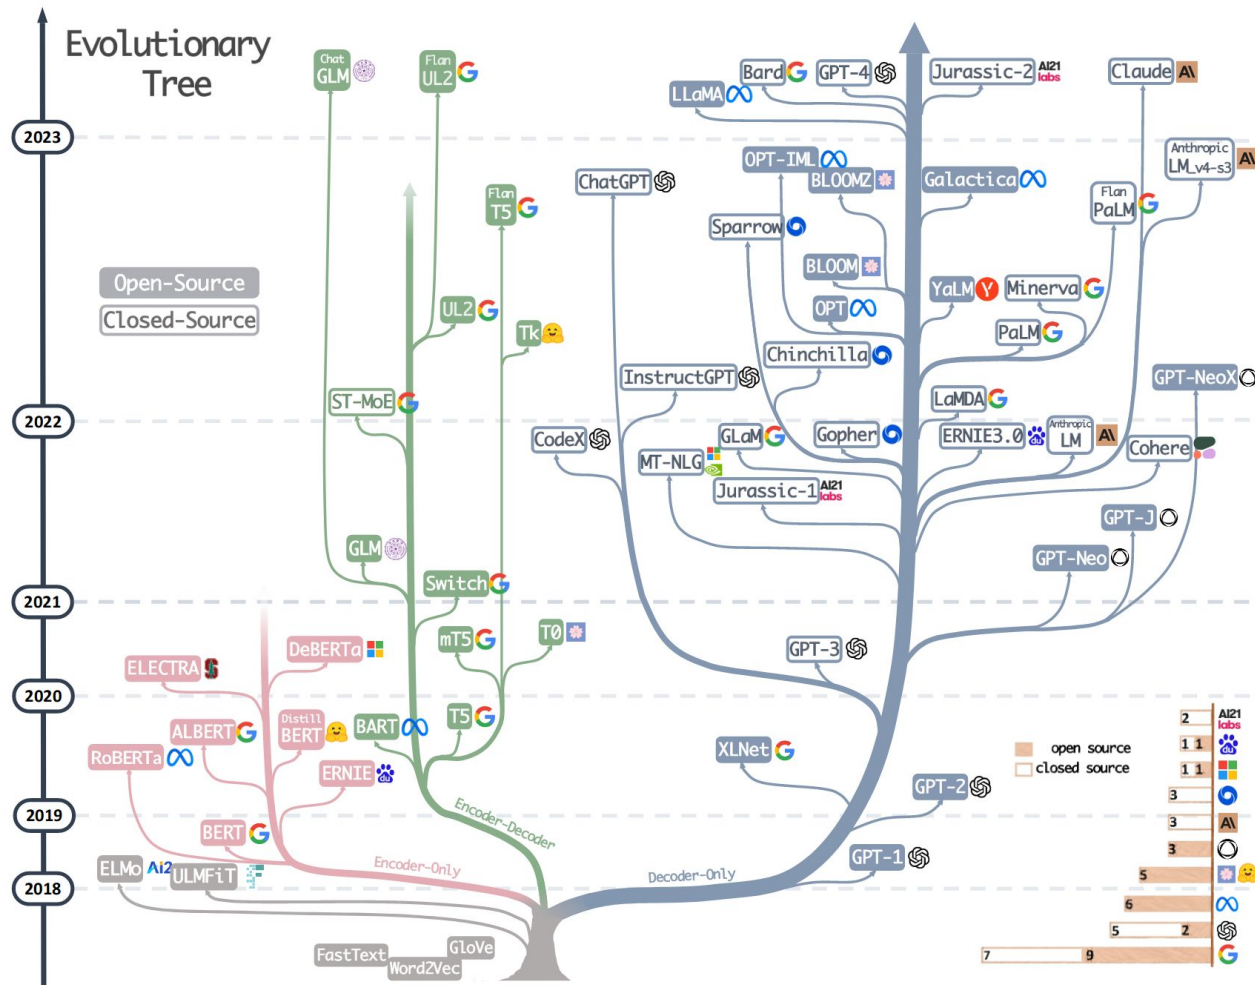 Evolutionary
Tree
Chat
GLM
Flan
UL2
Bard
GPT-4
Jurassic-2
AI21
labs
Claude
A\
LLaMA
2023
ChatGPT
OPT-IML
BLOOMZ
Galactica
Anthropic
LM_v4-s3
A\
Flan
T5
Flan
PaLM
Sparrow
Open-Source
Closed-Source
BLOOM
YaLM
Minerva
UL2
OPT
Tk
PaLM
Chinchilla
InstructGPT
GPT-NeoX
ST-MoE
LaMDA
2022
CodeX
GLaM
Gopher
ERNIE3.0
du
Anthropic
LM
A\
Cohere
MT-NLG
Jurassic-1
AI21
labs
GPT-J
GLM
GPT-Neo
Switch
2021
mT5
T0
DeBERTa
GPT-3
ELECTRA
S
2020
BART
T5
Distill
BERT
ALBERT
RoBERTa
XLNet
ERNIE
du
GPT-2
2 AI21
labs
open source
1 1 du
closed source
1 1
3
2019
3 A\
BERT
Encoder-Decoder
3
ELMo
Ai2
ULMFiT
Encoder-Only
Decoder-Only
GPT-1
5
2018
6
5 2
7 9
FastText
Word2Vec
GloVe